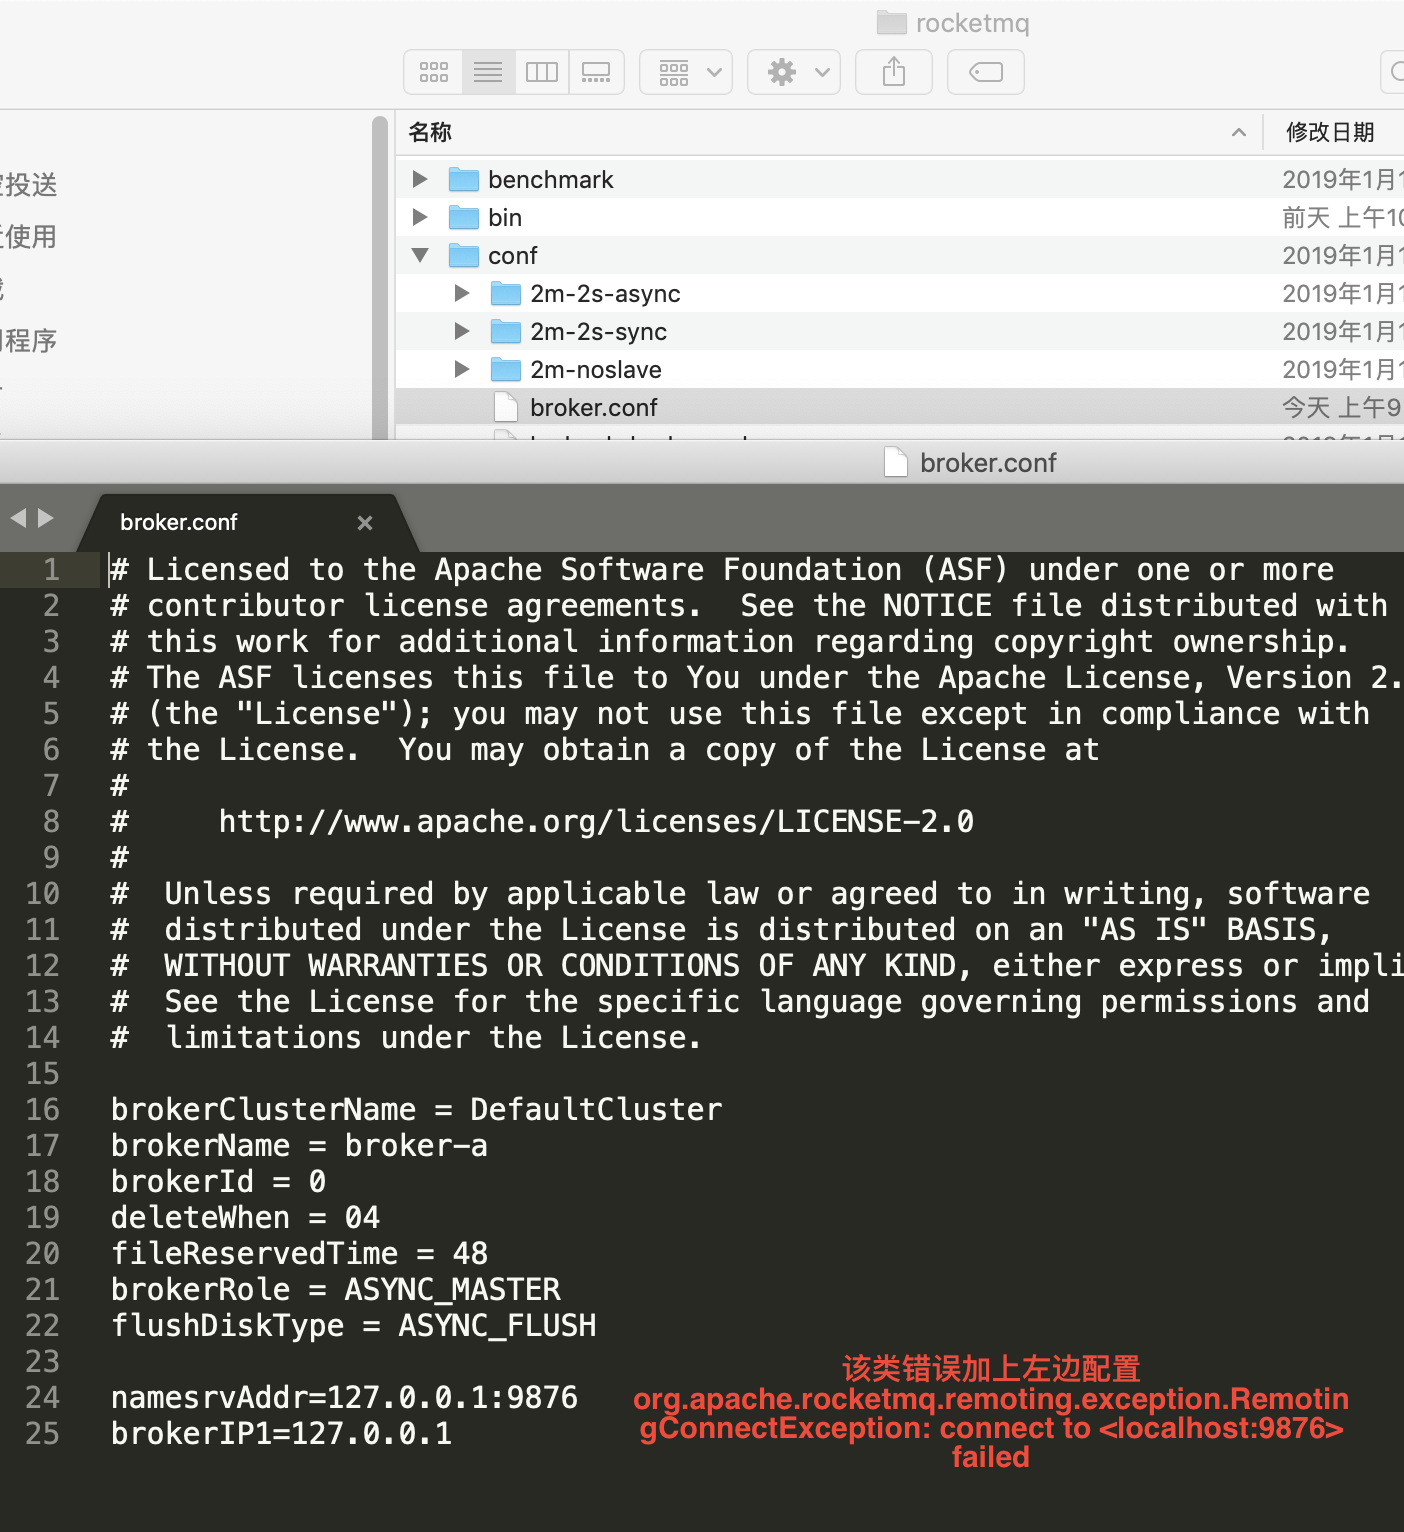 rocketmq
名称
修改日期
投送
使用
程序
benchmark
2019年1月1
bin
前天 上午10
conf
2019年1月1
2m-2s-async
2019年1月1
2m-2s-sync
2019年1月1
2m-noslave
2019年1月1
broker.conf
今天 上午9
broker.conf
broker.conf
1 # Licensed to the Apache Software Foundation (ASF) under one or more
2 # contributor license agreements.  See the NOTICE file distributed with
3 # this work for additional information regarding copyright ownership.
4 # The ASF licenses this file to You under the Apache License, Version 2.
5 # (the "License"); you may not use this file except in compliance with
6 # the License.  You may obtain a copy of the License at
7 #
8 #     http://www.apache.org/licenses/LICENSE-2.0
9 #
10 #  Unless required by applicable law or agreed to in writing, software
11 #  distributed under the License is distributed on an "AS IS" BASIS,
12 #  WITHOUT WARRANTIES OR CONDITIONS OF ANY KIND, either express or impli
13 #  See the License for the specific language governing permissions and
14 #  limitations under the License.
15
16 brokerClusterName = DefaultCluster
17 brokerName = broker-a
18 brokerId = 0
19 deleteWhen = 04
20 fileReservedTime = 48
21 brokerRole = ASYNC_MASTER
22 flushDiskType = ASYNC_FLUSH
23
24 namesrvAddr=127.0.0.1:9876
25 brokerIP1=127.0.0.1
该类错误加上左边配置
org.apache.rocketmq.remoting.exception.Remotin
gConnectException: connect to <localhost:9876>
failed